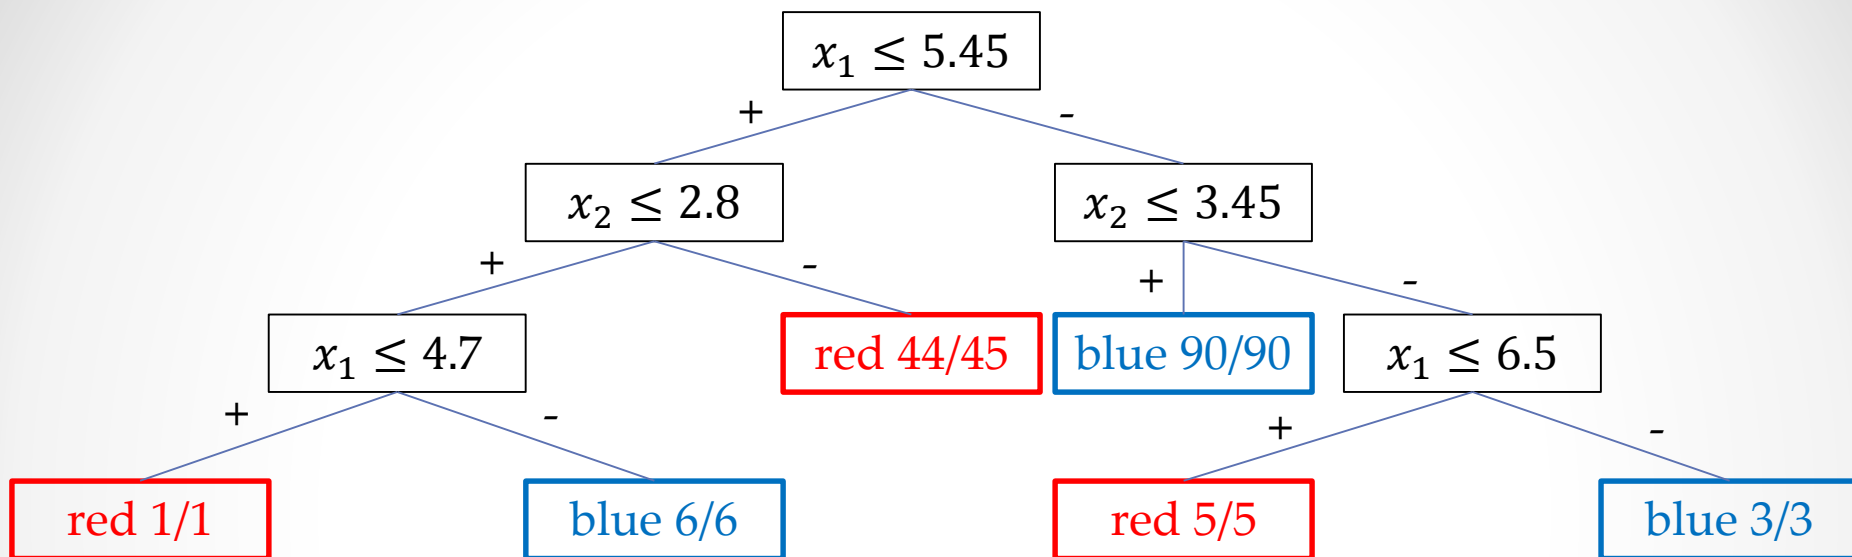 x₁ ≤ 5.45
+ -
x₂ ≤ 2.8 x₂ ≤ 3.45
+ - + -
x₁ ≤ 4.7 red 44/45 blue 90/90 x₁ ≤ 6.5
+ - + -
red 1/1 blue 6/6 red 5/5 blue 3/3